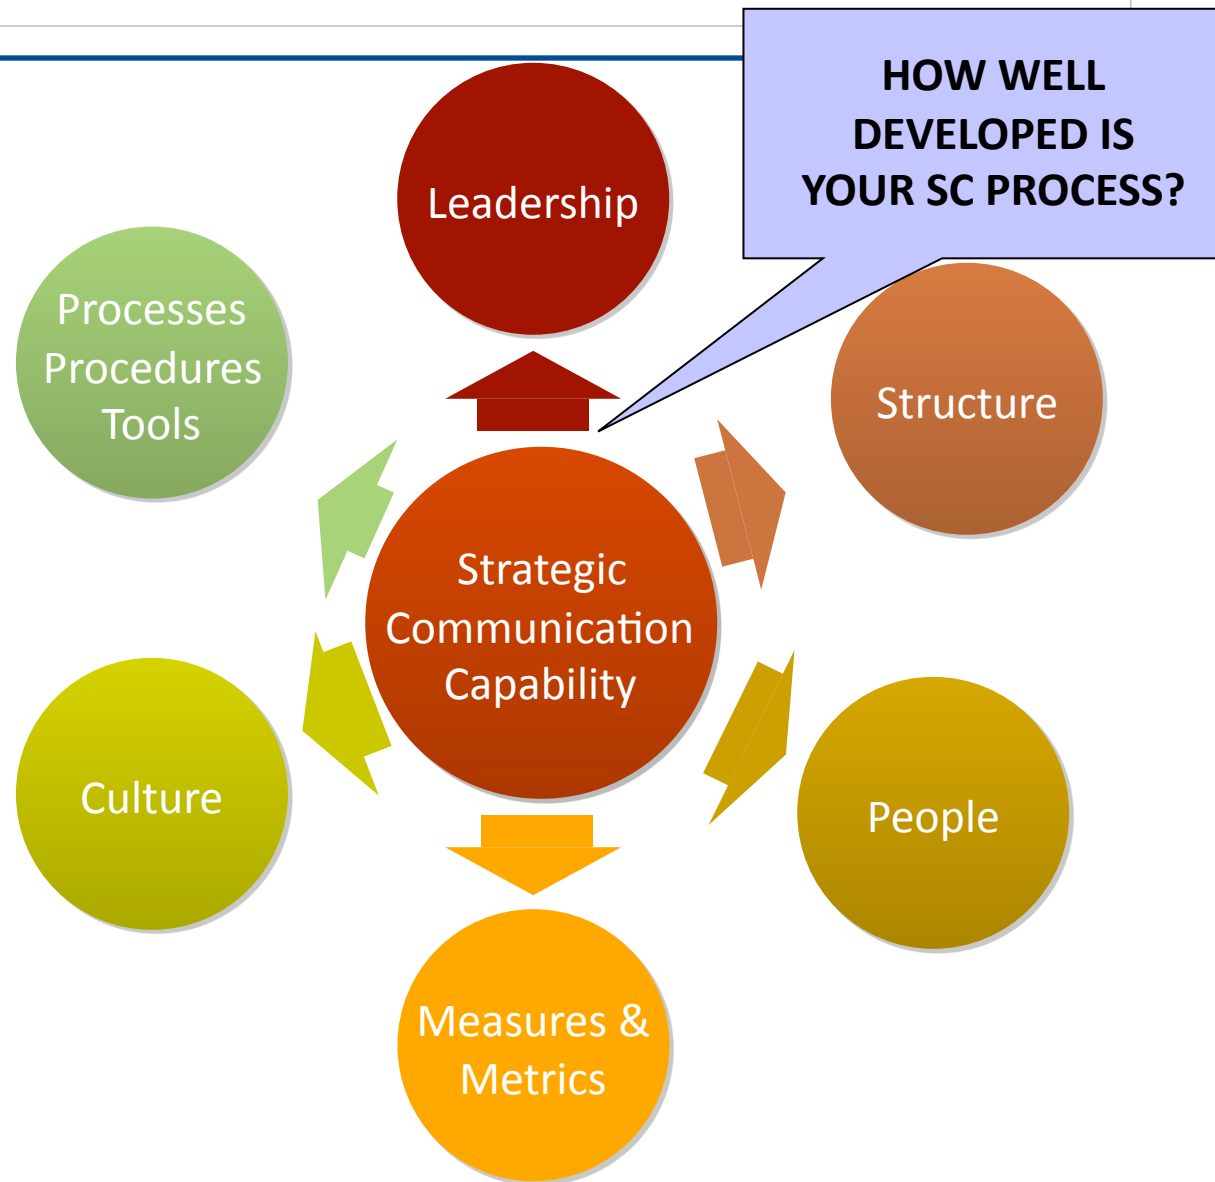 HOW WELL
DEVELOPED IS
YOUR SC PROCESS?
Leadership
Processes
Procedures
Tools
Structure
Strategic
Communication
Capability
Culture
People
Measures &
Metrics